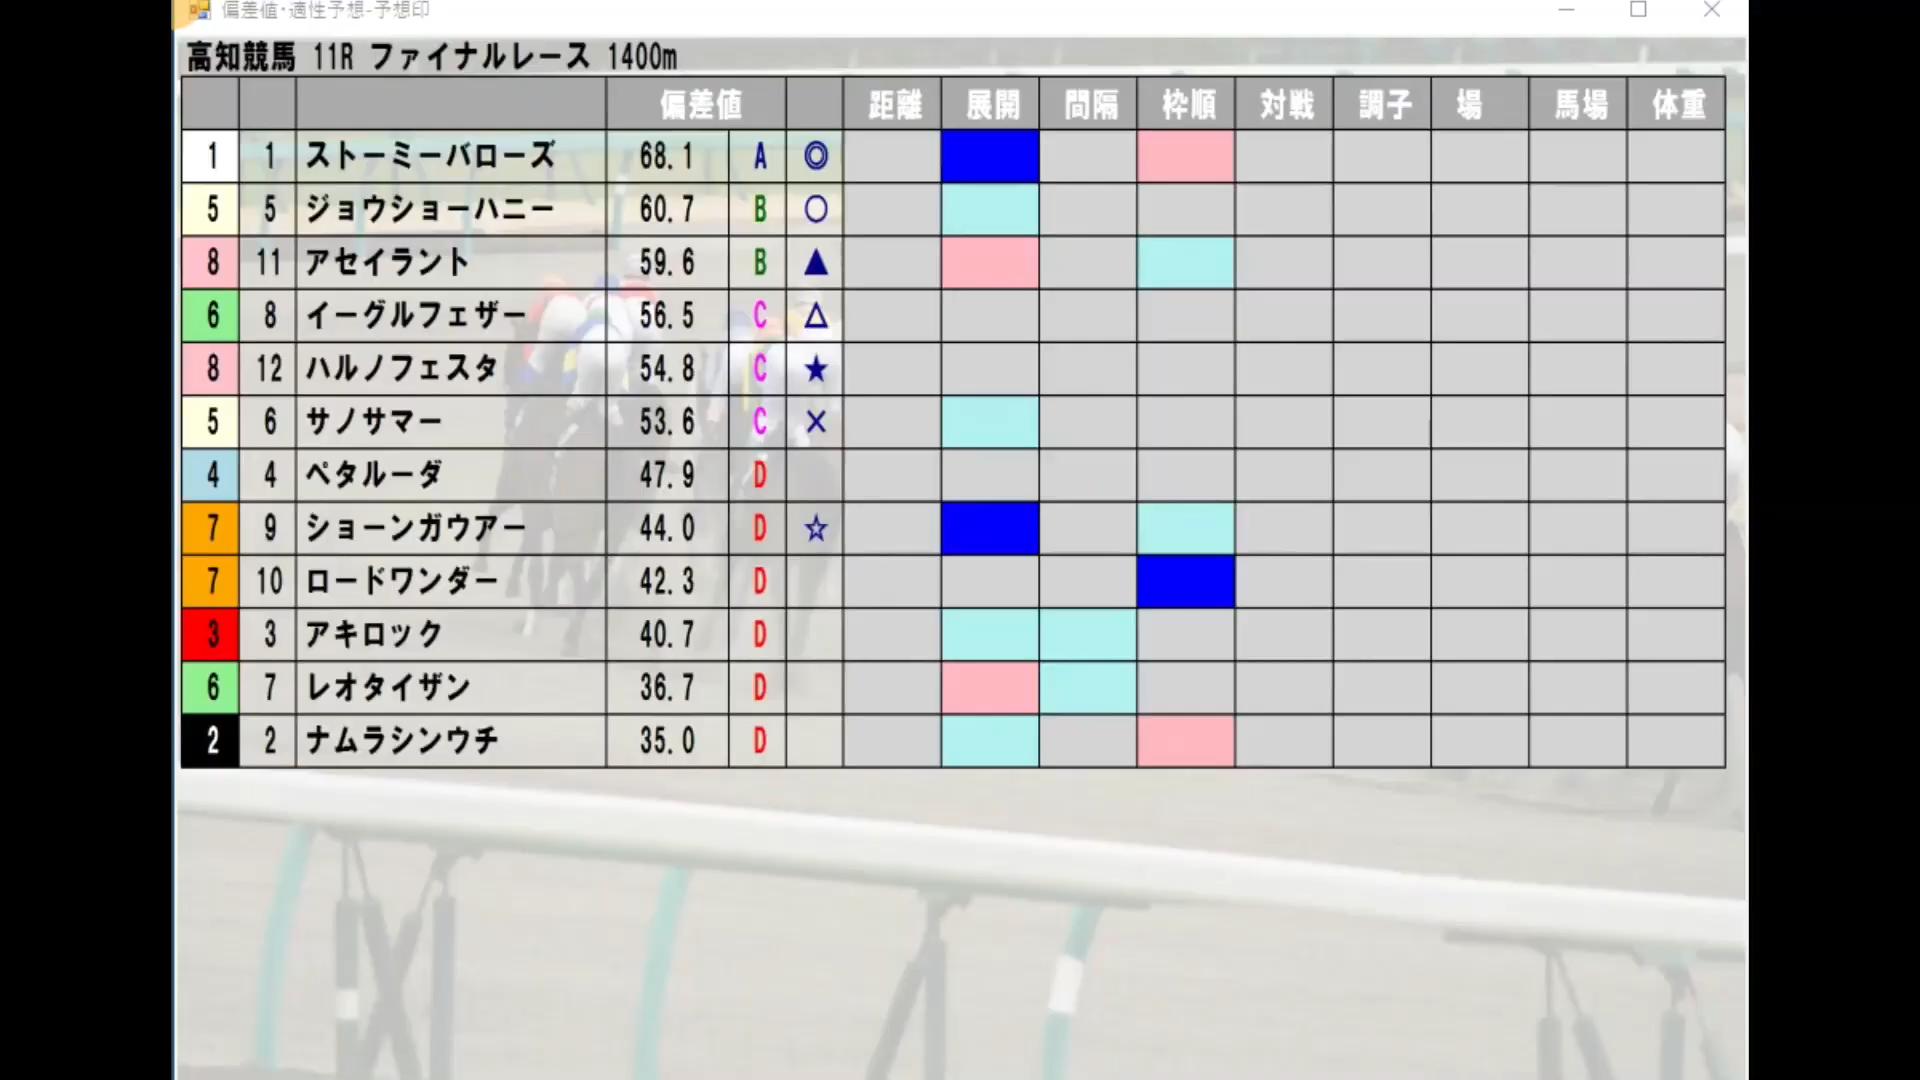 偏差値・適性予想-予想印
高知競馬 11R ファイナルレース 1400m
偏差値 距離 展開 間隔 枠順 対戦 調子 場 馬場 体重
1 1 ストーミーバローズ 68.1 A ◎
5 5 ジョウショーハニー 60.7 B ○
8 11 アセイラント 59.6 B ▲
6 8 イーグルフェザー 56.5 C △
8 12 ハルノフェスタ 54.8 C ★
5 6 サノサマー 53.6 C ×
4 4 ペタルーダ 47.9 D
7 9 ショーンガウアー 44.0 D ☆
7 10 ロードワンダー 42.3 D
3 3 アキロック 40.7 D
6 7 レオタイザン 36.7 D
2 2 ナムラシンウチ 35.0 D